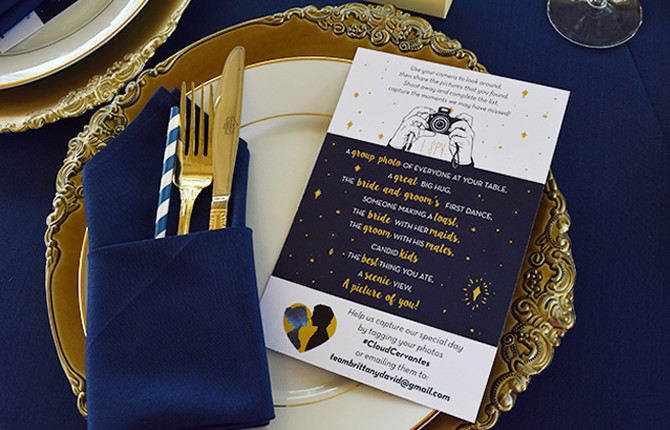 Use your camera to look around,
then share the pictures that you found.
Shoot away and complete the list,
capture the moments we may have missed!
I SPY
A group photo OF EVERYONE AT YOUR TABLE,
A great BIG HUG,
THE bride and groom's FIRST DANCE,
SOMEONE MAKING A toast,
THE bride WITH HER maids,
THE groom WITH HIS mates,
CANDID kids
THE best THING YOU ATE,
A scenic VIEW,
A picture of you!
Help us capture our special day
by tagging your photos
#CloudCervantes
or emailing them to:
teambrittanydavid@gmail.com